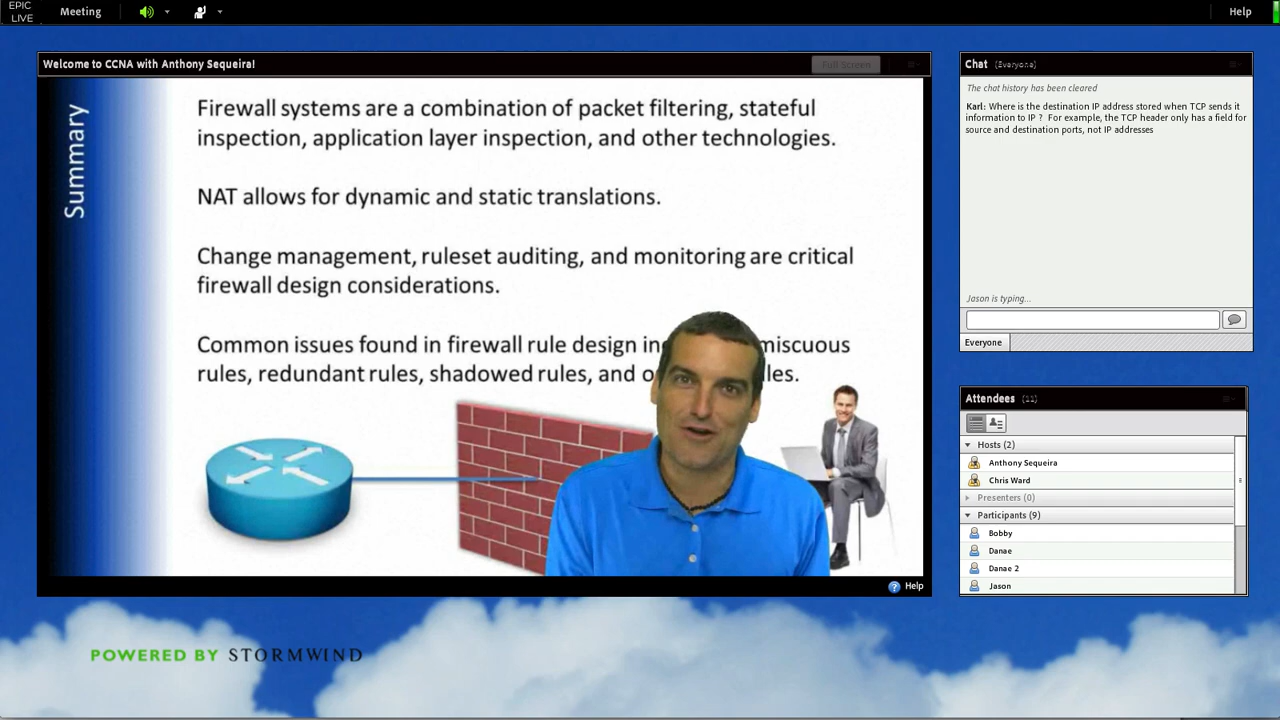 EPIC
LIVE
Meeting
Help
Welcome to CCNA with Anthony Sequeira!
Full Screen
Summary
Firewall systems are a combination of packet filtering, stateful
inspection, application layer inspection, and other technologies.
NAT allows for dynamic and static translations.
Change management, ruleset auditing, and monitoring are critical
firewall design considerations.
Common issues found in firewall rule design
rules, redundant rules, shadowed rules, and
Help
Chat (Everyone)
The chat history has been cleared
Karl: Where is the destination IP address stored when TCP sends it
information to IP ? For example, the TCP header only has a field for
source and destination ports, not IP addresses
Jason is typing...
Everyone
Attendees (11)
Hosts (2)
Anthony Sequeira
Chris Ward
Presenters (0)
Participants (9)
Bobby
Danae
Danae 2
Jason
POWERED BY STORMWIND